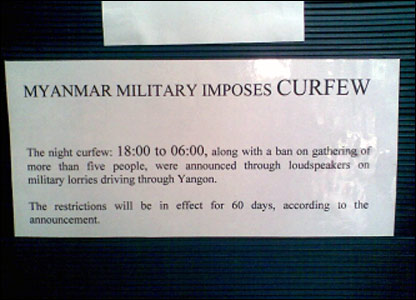 MYANMAR MILITARY IMPOSES CURFEW
The night curfew: 18:00 to 06:00, along with a ban on gathering of
more than five people, were announced through loudspeakers on
military lorries driving through Yangon.
The restrictions will be in effect for 60 days, according to the
announcement.